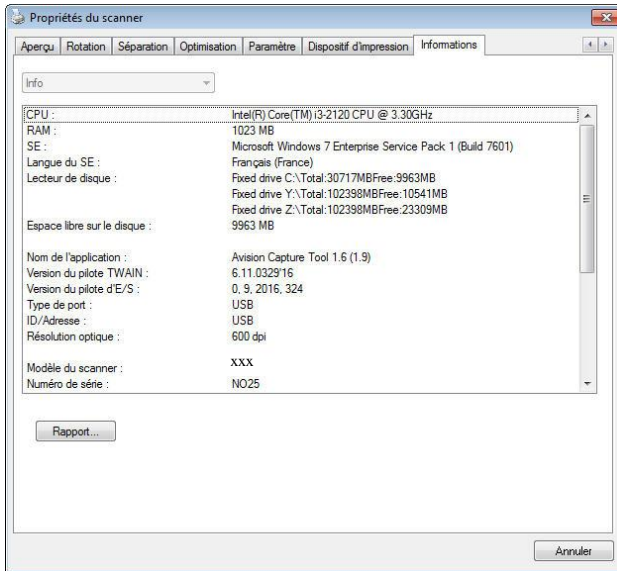 Propriétés du scanner
Aperçu Rotation Séparation Optimisation Paramètre Dispositif d'impression Informations
Info
CPU : Intel(R) Core(TM) i3-2120 CPU @ 3.30GHz
RAM : 1023 MB
SE : Microsoft Windows 7 Enterprise Service Pack 1 (Build 7601)
Langue du SE : Français (France)
Lecteur de disque : Fixed drive C:\Total:30717MBFree:9963MB
Fixed drive Y:\Total:102398MBFree:10541MB
Fixed drive Z:\Total:102398MBFree:23309MB
Espace libre sur le disque : 9963 MB
Nom de l'application : Avision Capture Tool 1.6 (1.9)
Version du pilote TWAIN : 6.11.0329'16
Version du pilote d'E/S : 0, 9, 2016, 324
Type de port : USB
ID/Adresse : USB
Résolution optique : 600 dpi
Modèle du scanner : xxx
Numéro de série : NO25
Rapport...
Annuler